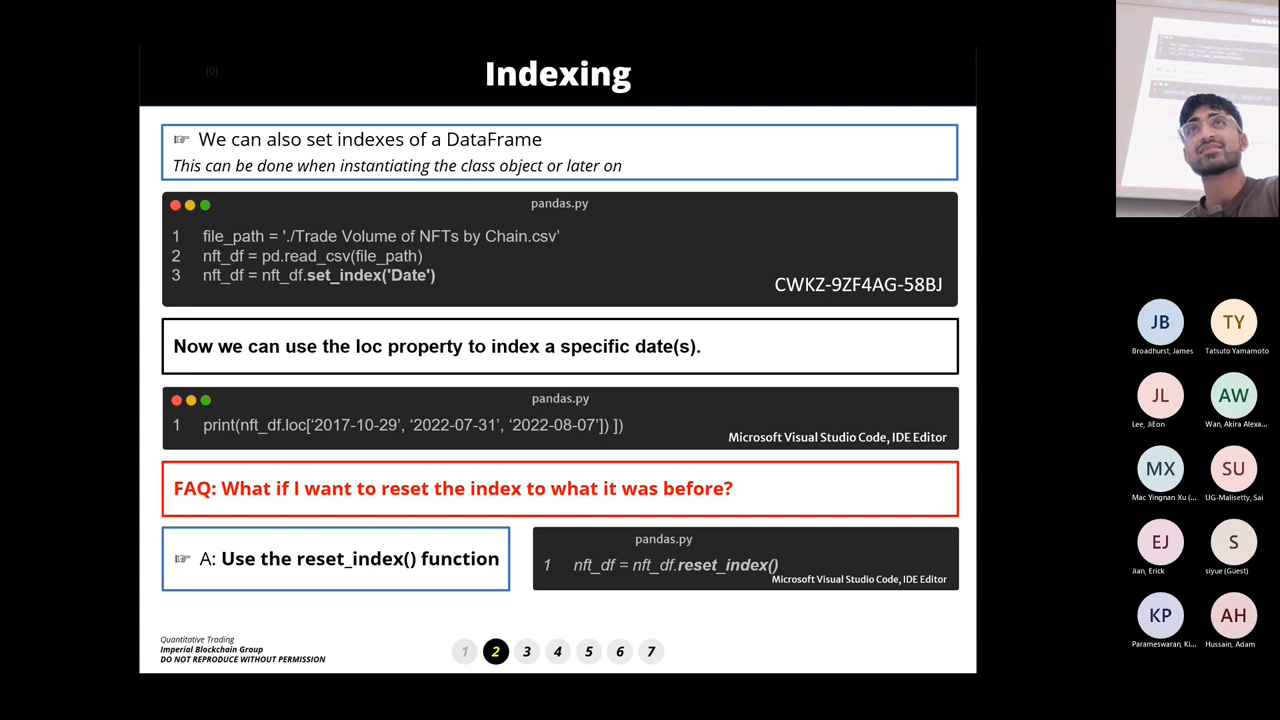 [0]
Indexing
☞ We can also set indexes of a DataFrame
This can be done when instantiating the class object or later on
pandas.py
1 file_path = './Trade Volume of NFTs by Chain.csv'
2 nft_df = pd.read_csv(file_path)
3 nft_df = nft_df.set_index('Date')
CWKZ-9ZF4AG-58BJ
Now we can use the loc property to index a specific date(s).
pandas.py
1 print(nft_df.loc[‘2017-10-29’, ‘2022-07-31’, ‘2022-08-07’]) ])
Microsoft Visual Studio Code, IDE Editor
FAQ: What if I want to reset the index to what it was before?
☞ A: Use the reset_index() function
pandas.py
1 nft_df = nft_df.reset_index()
Microsoft Visual Studio Code, IDE Editor
Quantitative Trading
Imperial Blockchain Group
DO NOT REPRODUCE WITHOUT PERMISSION
1 2 3 4 5 6 7
JB TY
Broadhurst, James Tatsuto Yamamoto
JL AW
Lee, JiEon Wan, Akira Alexa...
MX SU
Mac Yingnan Xu (... UG-Malisetty, Sai
EJ S
Jian, Erick siyue (Guest)
KP AH
Parameswaran, Ki... Hussain, Adam